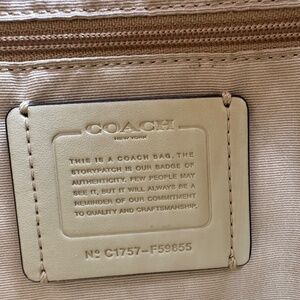 COACH
NEW YORK
THIS IS A COACH BAG. THE
STORYPATCH IS OUR BADGE OF
AUTHENTICITY. FEW PEOPLE MAY
SEE IT, BUT IT WILL ALWAYS BE A
REMINDER OF OUR COMMITMENT
TO QUALITY AND CRAFTSMANSHIP.
Nº C1757-F59855